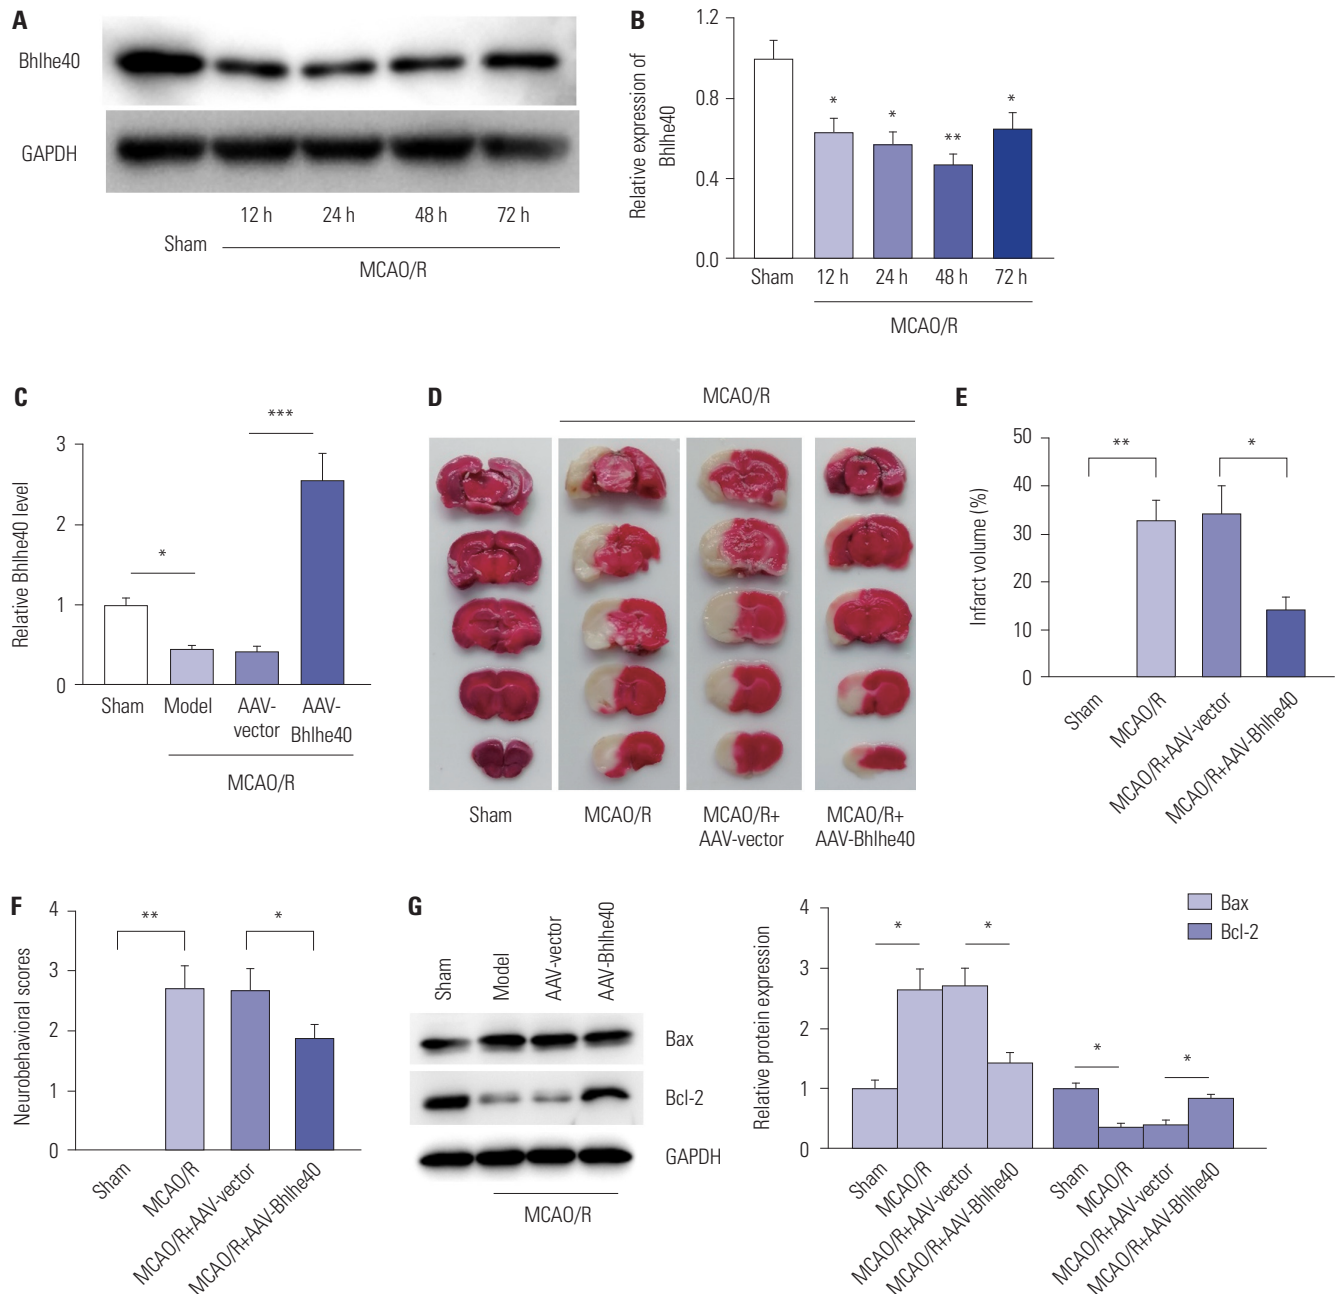 A
Bhlhe40
GAPDH
12 h 24 h 48 h 72 h
Sham
MCAO/R
B
Relative expression of
Bhlhe40
1.2
0.8
0.4
0.0
* * ** *
Sham 12 h 24 h 48 h 72 h
MCAO/R
C
Relative Bhlhe40 level
3
2
1
0
*
***
Sham Model AAV-
vector AAV-
Bhlhe40
MCAO/R
D
MCAO/R
Sham
MCAO/R
MCAO/R+
AAV-vector
MCAO/R+
AAV-Bhlhe40
E
Infarct volume (%)
50
40
30
20
10
0
** *
Sham
MCAO/R
MCAO/R+AAV-vector
MCAO/R+AAV-Bhlhe40
F
Neurobehavioral scores
4
3
2
1
0
** *
Sham
MCAO/R
MCAO/R+AAV-vector
MCAO/R+AAV-Bhlhe40
G
Sham
Model
AAV-vector
AAV-Bhlhe40
Bax
Bcl-2
GAPDH
MCAO/R
Relative protein expression
4
3
2
1
0
Bax
Bcl-2
* *
* *
Sham
MCAO/R
MCAO/R+AAV-vector
MCAO/R+AAV-Bhlhe40
Sham
MCAO/R
MCAO/R+AAV-vector
MCAO/R+AAV-Bhlhe40